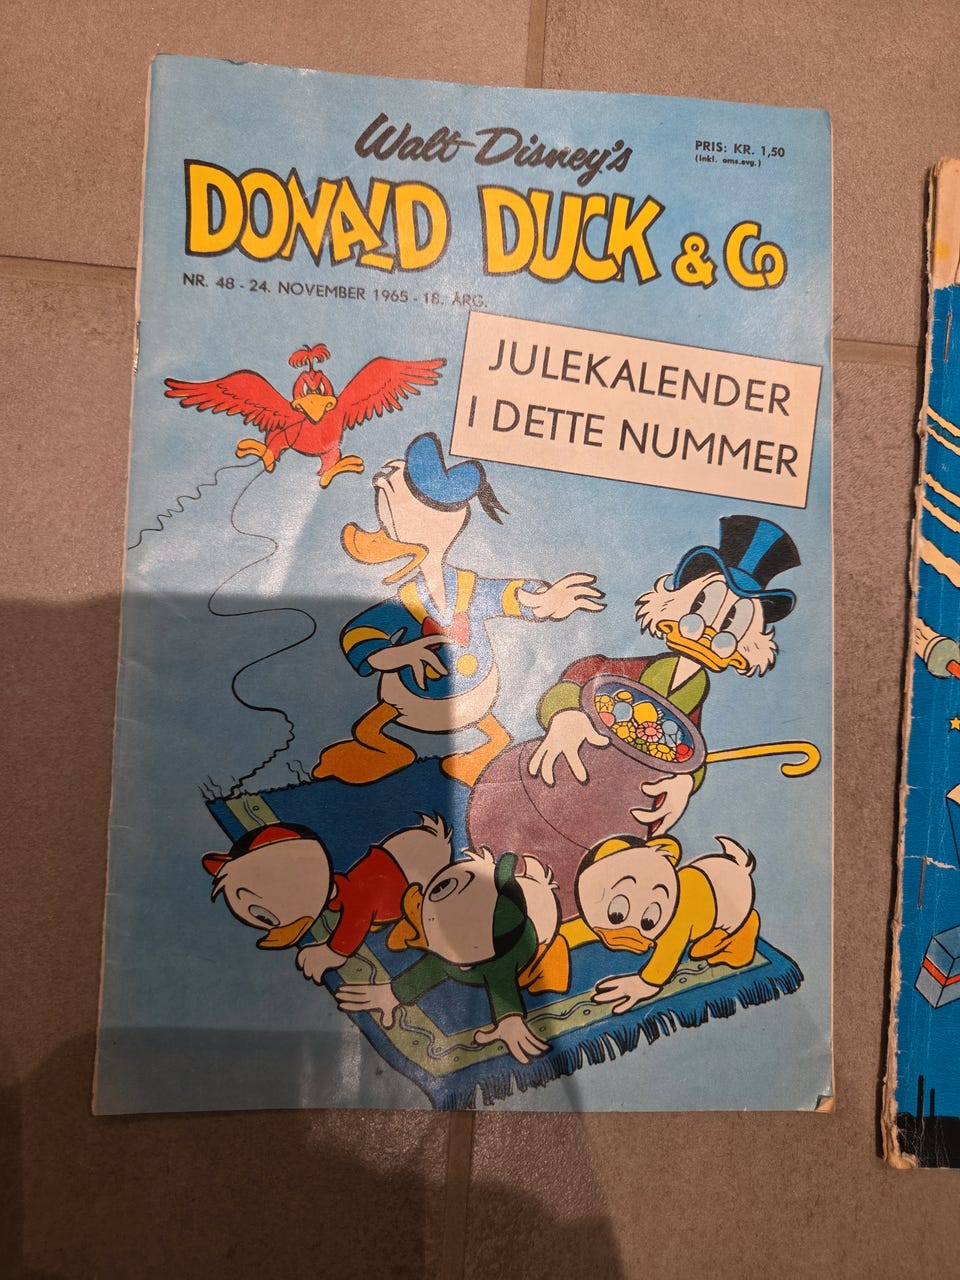 Walt Disney's
PRIS: KR. 1,50
(Inkl. oms.avg.)
DONALD DUCK & Co
NR. 48 - 24. NOVEMBER 1965 - 18. ÅRG.
JULEKALENDER
I DETTE NUMMER